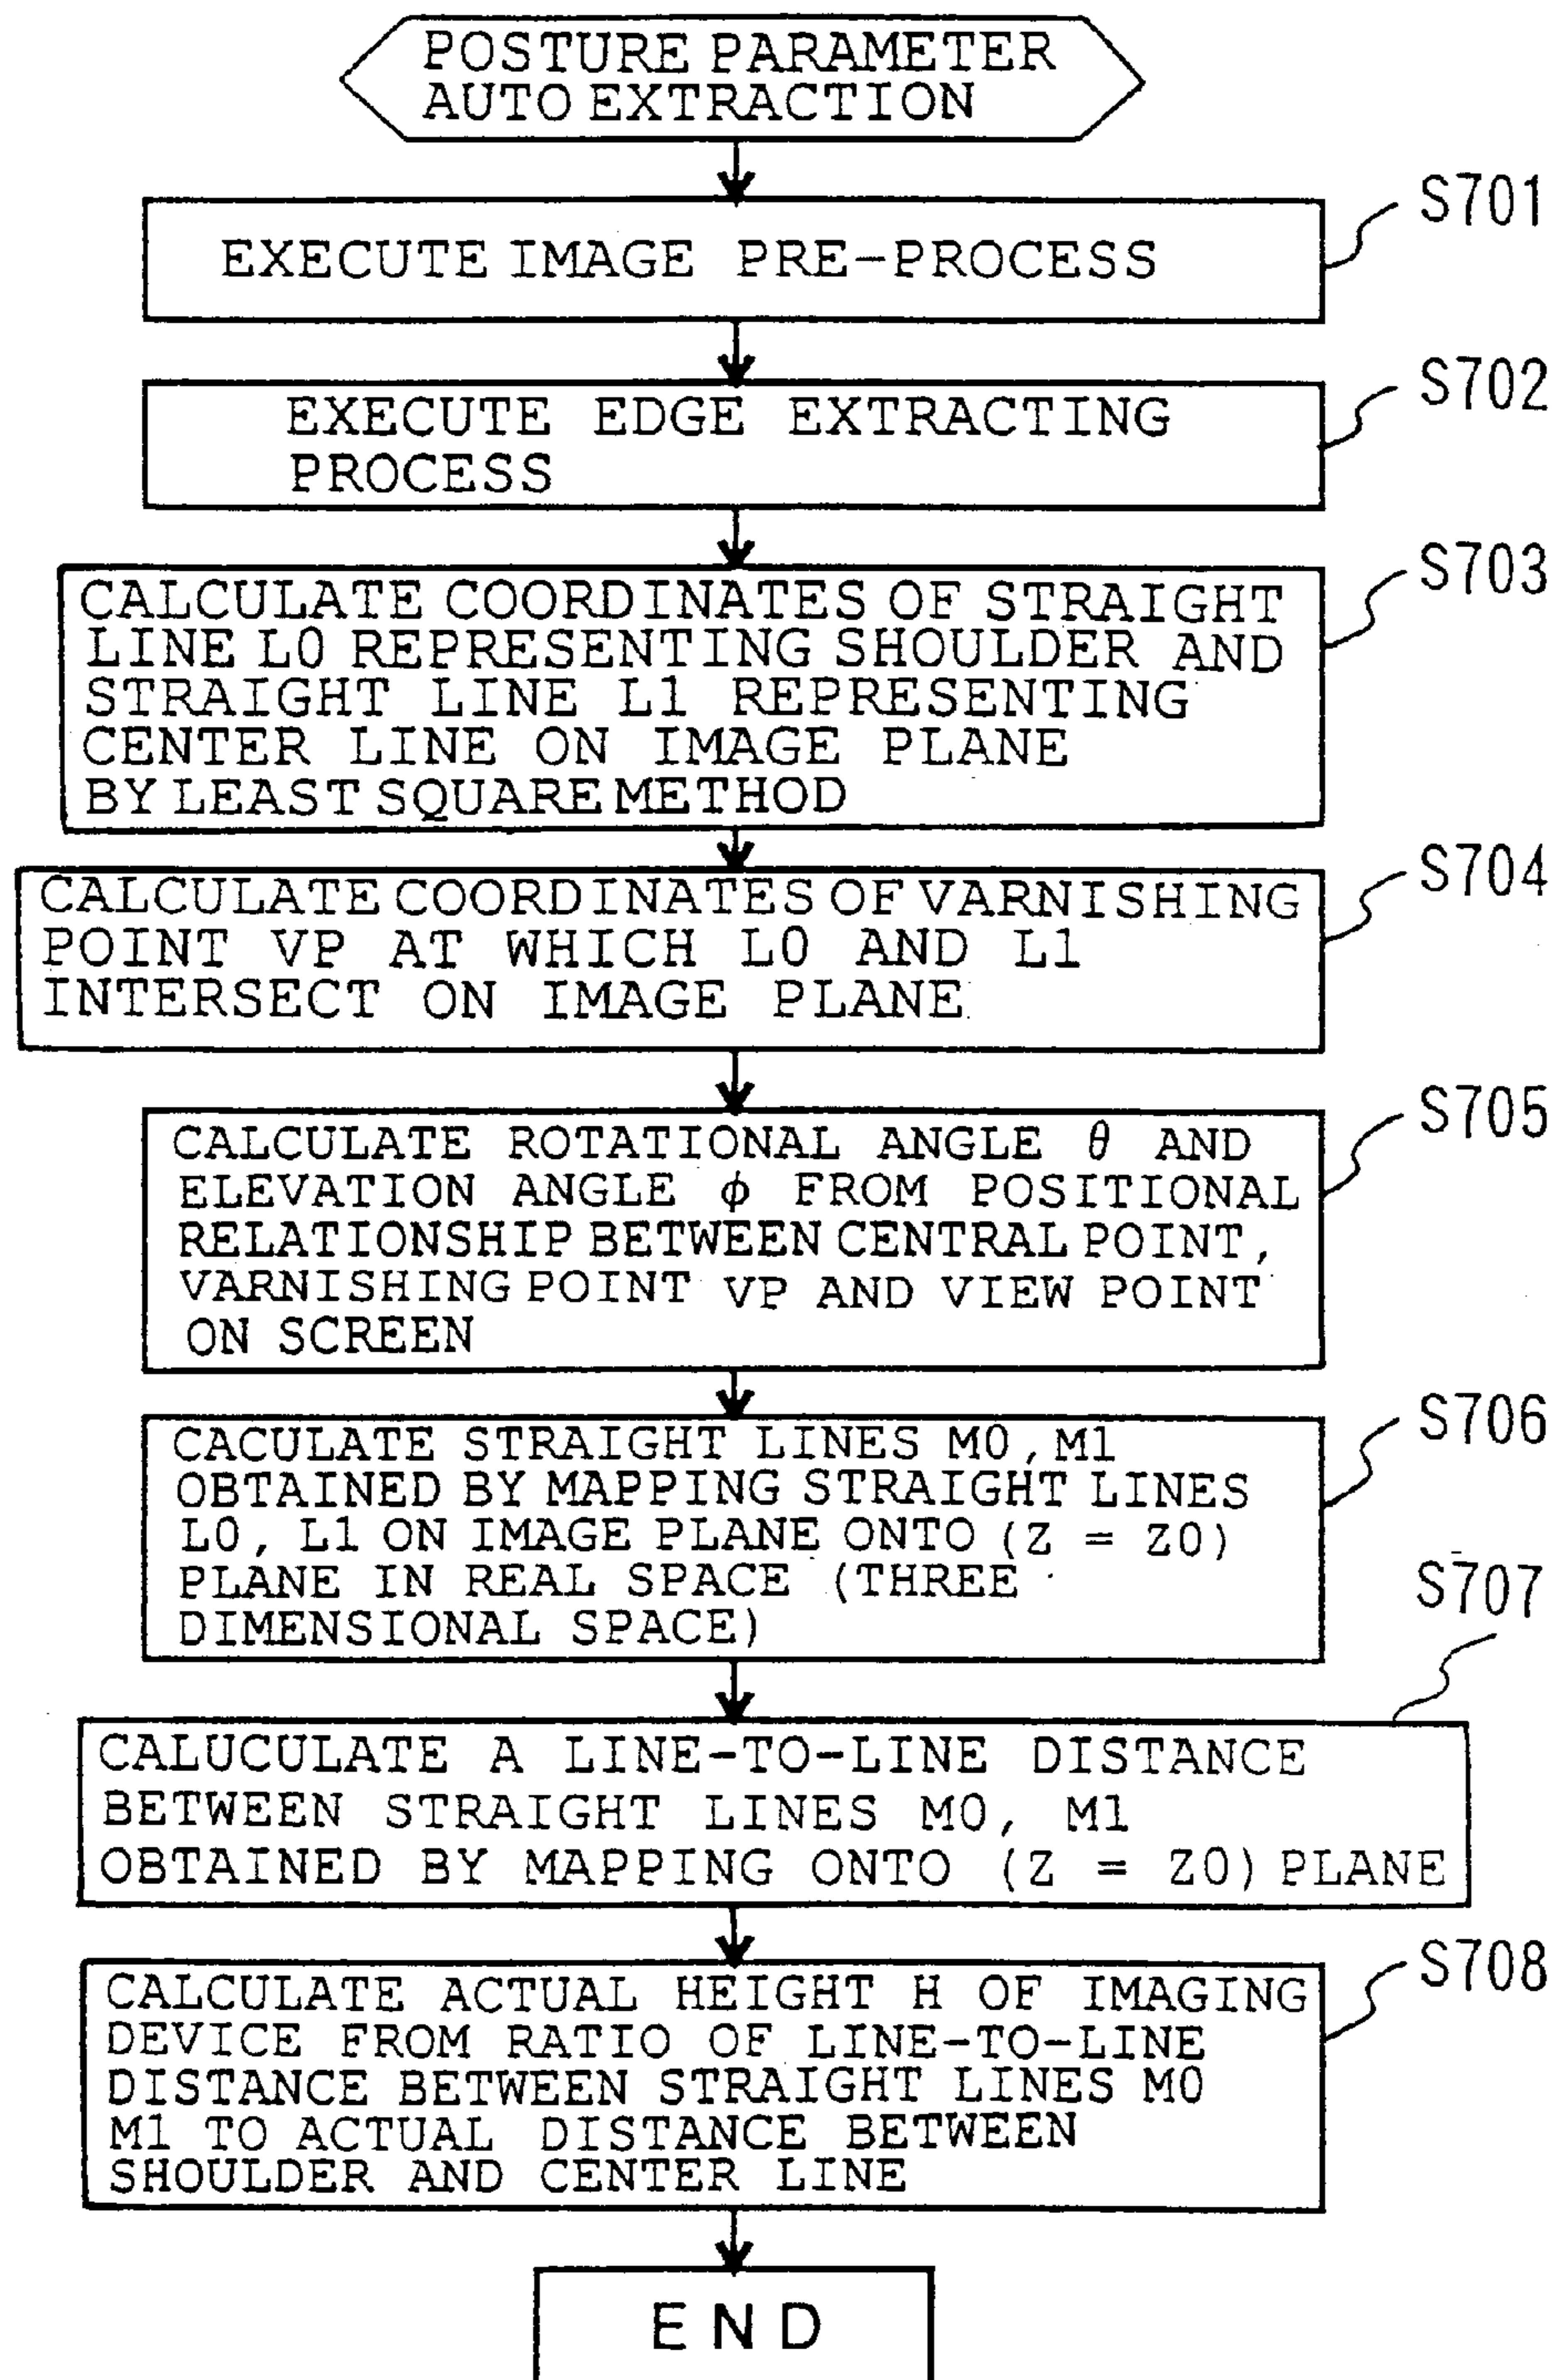 POSTURE PARAMETER
AUTO EXTRACTION
S701
EXECUTE IMAGE PRE-PROCESS
S702
EXECUTE EDGE EXTRACTING
PROCESS
S703
CALCULATE COORDINATES OF STRAIGHT
LINE L0 REPRESENTING SHOULDER AND
STRAIGHT LINE L1 REPRESENTING
CENTER LINE ON IMAGE PLANE
BY LEAST SQUARE METHOD
S704
CALCULATE COORDINATES OF VARNISHING
POINT VP AT WHICH L0 AND L1
INTERSECT ON IMAGE PLANE
S705
CALCULATE ROTATIONAL ANGLE θ AND
ELEVATION ANGLE φ FROM POSITIONAL
RELATIONSHIP BETWEEN CENTRAL POINT,
VARNISHING POINT VP AND VIEW POINT
ON SCREEN
S706
CACULATE STRAIGHT LINES M0, M1
OBTAINED BY MAPPING STRAIGHT LINES
L0, L1 ON IMAGE PLANE ONTO (Z = Z0)
PLANE IN REAL SPACE (THREE
DIMENSIONAL SPACE)
S707
CALUCULATE A LINE-TO-LINE DISTANCE
BETWEEN STRAIGHT LINES M0, M1
OBTAINED BY MAPPING ONTO (Z = Z0) PLANE
S708
CALCULATE ACTUAL HEIGHT H OF IMAGING
DEVICE FROM RATIO OF LINE-TO-LINE
DISTANCE BETWEEN STRAIGHT LINES M0
M1 TO ACTUAL DISTANCE BETWEEN
SHOULDER AND CENTER LINE
END